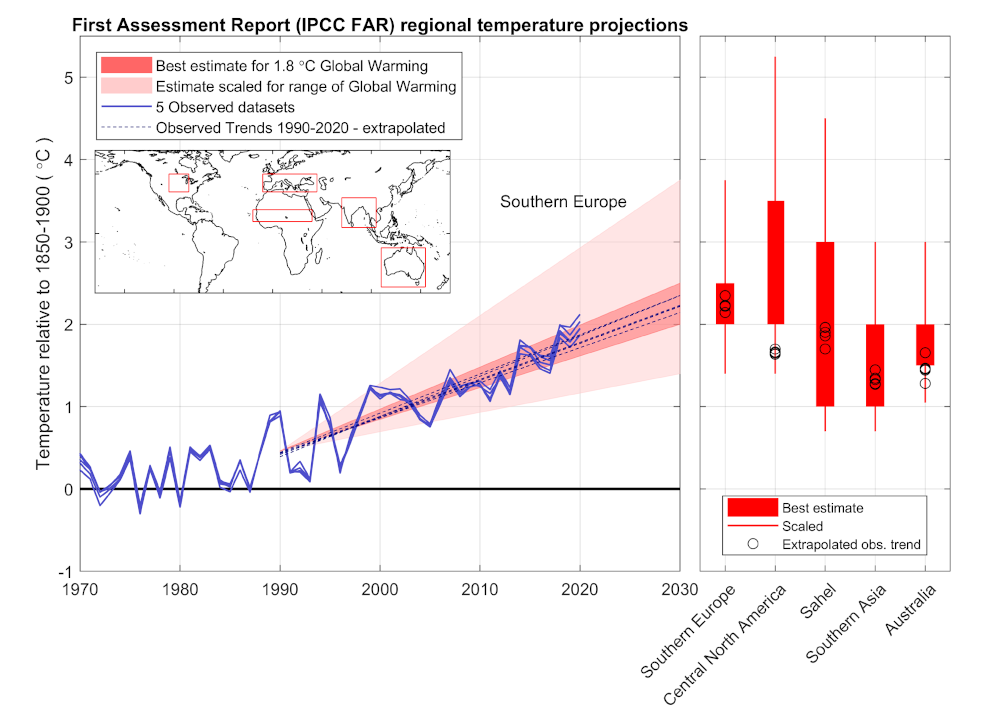 First Assessment Report (IPCC FAR) regional temperature projections
Best estimate for 1.8 °C Global Warming
Estimate scaled for range of Global Warming
5 Observed datasets
Observed Trends 1990-2020 - extrapolated
Southern Europe
Temperature relative to 1850-1900 ( °C )
5
4
3
2
1
0
-1
1970
1980
1990
2000
2010
2020
2030
Best estimate
Scaled
Extrapolated obs. trend
Southern Europe
Central North America
Sahel
Southern Asia
Australia